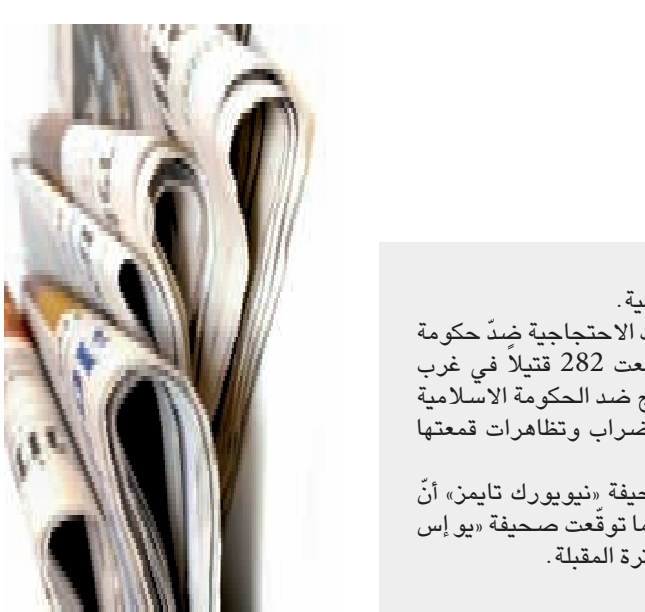 ية.
الاحتجاجية ضدّ حكومة
عت 282 قتيلاً في غرب
ج ضد الحكومة الاسلامية
ضراب وتظاهرات قمعتها
حيفة «نيويورك تايمز» أنّ
ما توقّعت صحيفة «يو إس
ترة المقبلة.